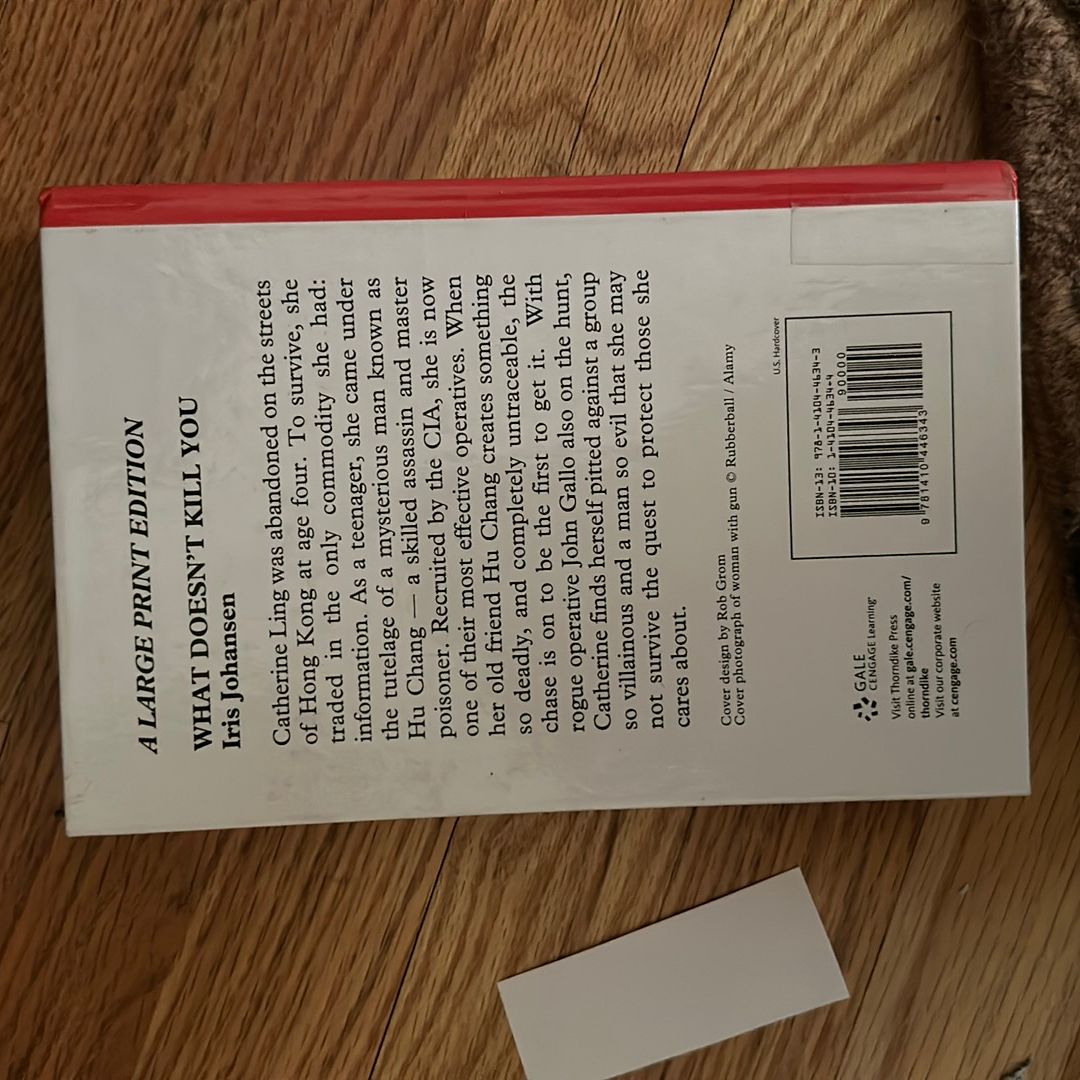 A LARGE PRINT EDITION
WHAT DOESN'T KILL YOU
Iris Johansen
Catherine Ling was abandoned on the streets
of Hong Kong at age four. To survive, she
traded in the only commodity she had:
information. As a teenager, she came under
the tutelage of a mysterious man known as
Hu Chang — a skilled assassin and master
poisoner. Recruited by the CIA, she is now
one of their most effective operatives. When
her old friend Hu Chang creates something
so deadly, and completely untraceable, the
chase is on to be the first to get it. With
rogue operative John Gallo also on the hunt,
Catherine finds herself pitted against a group
so villainous and a man so evil that she may
not survive the quest to protect those she
cares about.
Cover design by Rob Grom
Cover photograph of woman with gun © Rubberball / Alamy
GALE
CENGAGE Learning·
Visit Thorndike Press
online at gale.cengage.com/
thorndike
Visit our corporate website
at cengage.com
U.S. Hardcover
ISBN-13: 978-1-4104-4634-3
ISBN-10: 1-4104-4634-4
90000
9 781410 446343